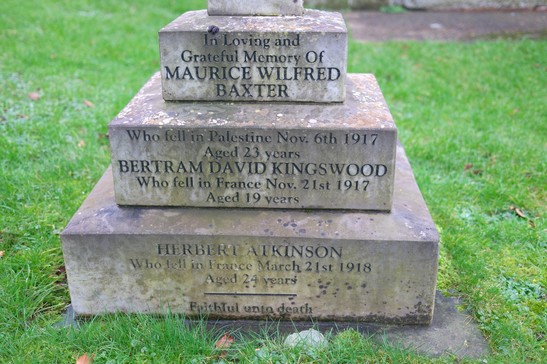 In Loving and
Grateful Memory Of
MAURICE WILFRED
BAXTER
Who fell in Palestine Nov. 6th 1917
Aged 23 years
BERTRAM DAVID KINGSWOOD
Who fell in France Nov. 21st 1917
Aged 19 years
HERBERT ATKINSON
Who fell in France March 21st 1918
Aged 24 years
Faithful unto death